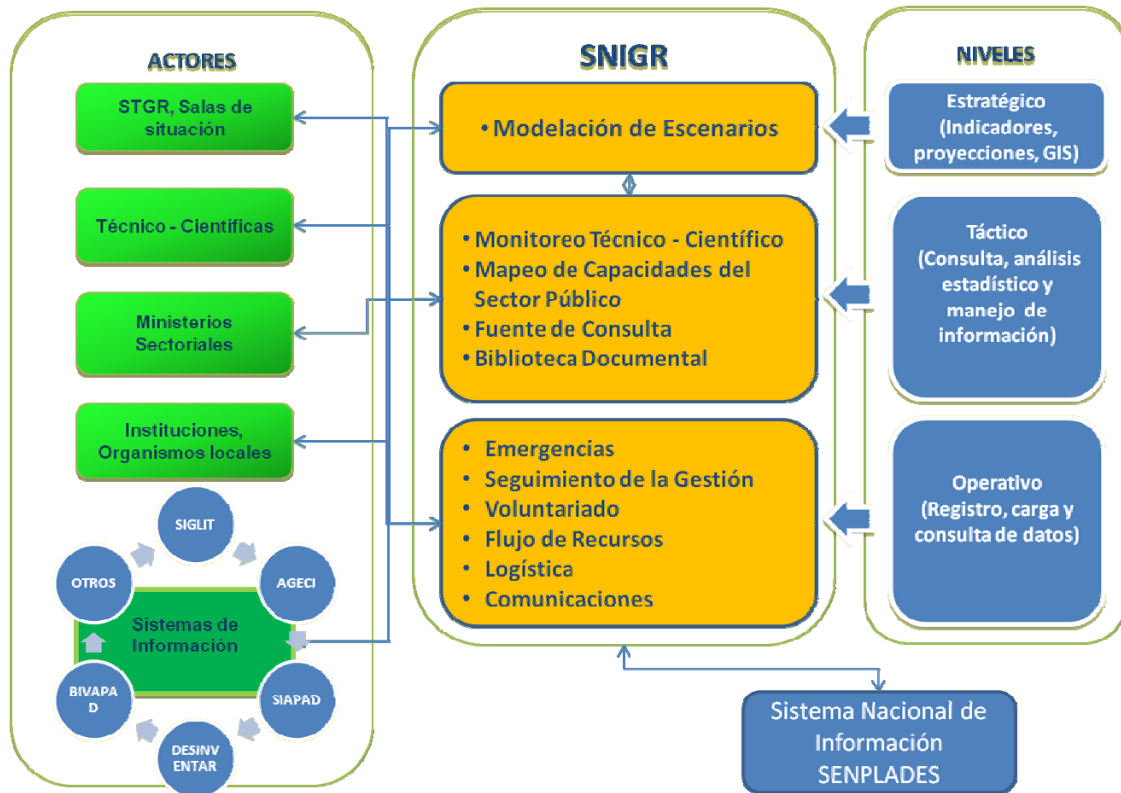 ACTORES
STGR, Salas de
situación
Técnico - Científicas
Ministerios
Sectoriales
Instituciones,
Organismos locales
SIGLIT
OTROS
AGECI
Sistemas de
Información
BIVAPA
D
SIAPAD
DESINV
ENTAR
SNIGR
• Modelación de Escenarios
• Monitoreo Técnico - Científico
• Mapeo de Capacidades del
Sector Público
• Fuente de Consulta
• Biblioteca Documental
• Emergencias
• Seguimiento de la Gestión
• Voluntariado
• Flujo de Recursos
• Logística
• Comunicaciones
NIVELES
Estratégico
(Indicadores,
proyecciones, GIS)
Táctico
(Consulta, análisis
estadístico y
manejo de
información)
Operativo
(Registro, carga y
consulta de datos)
Sistema Nacional de
Información
SENPLADES